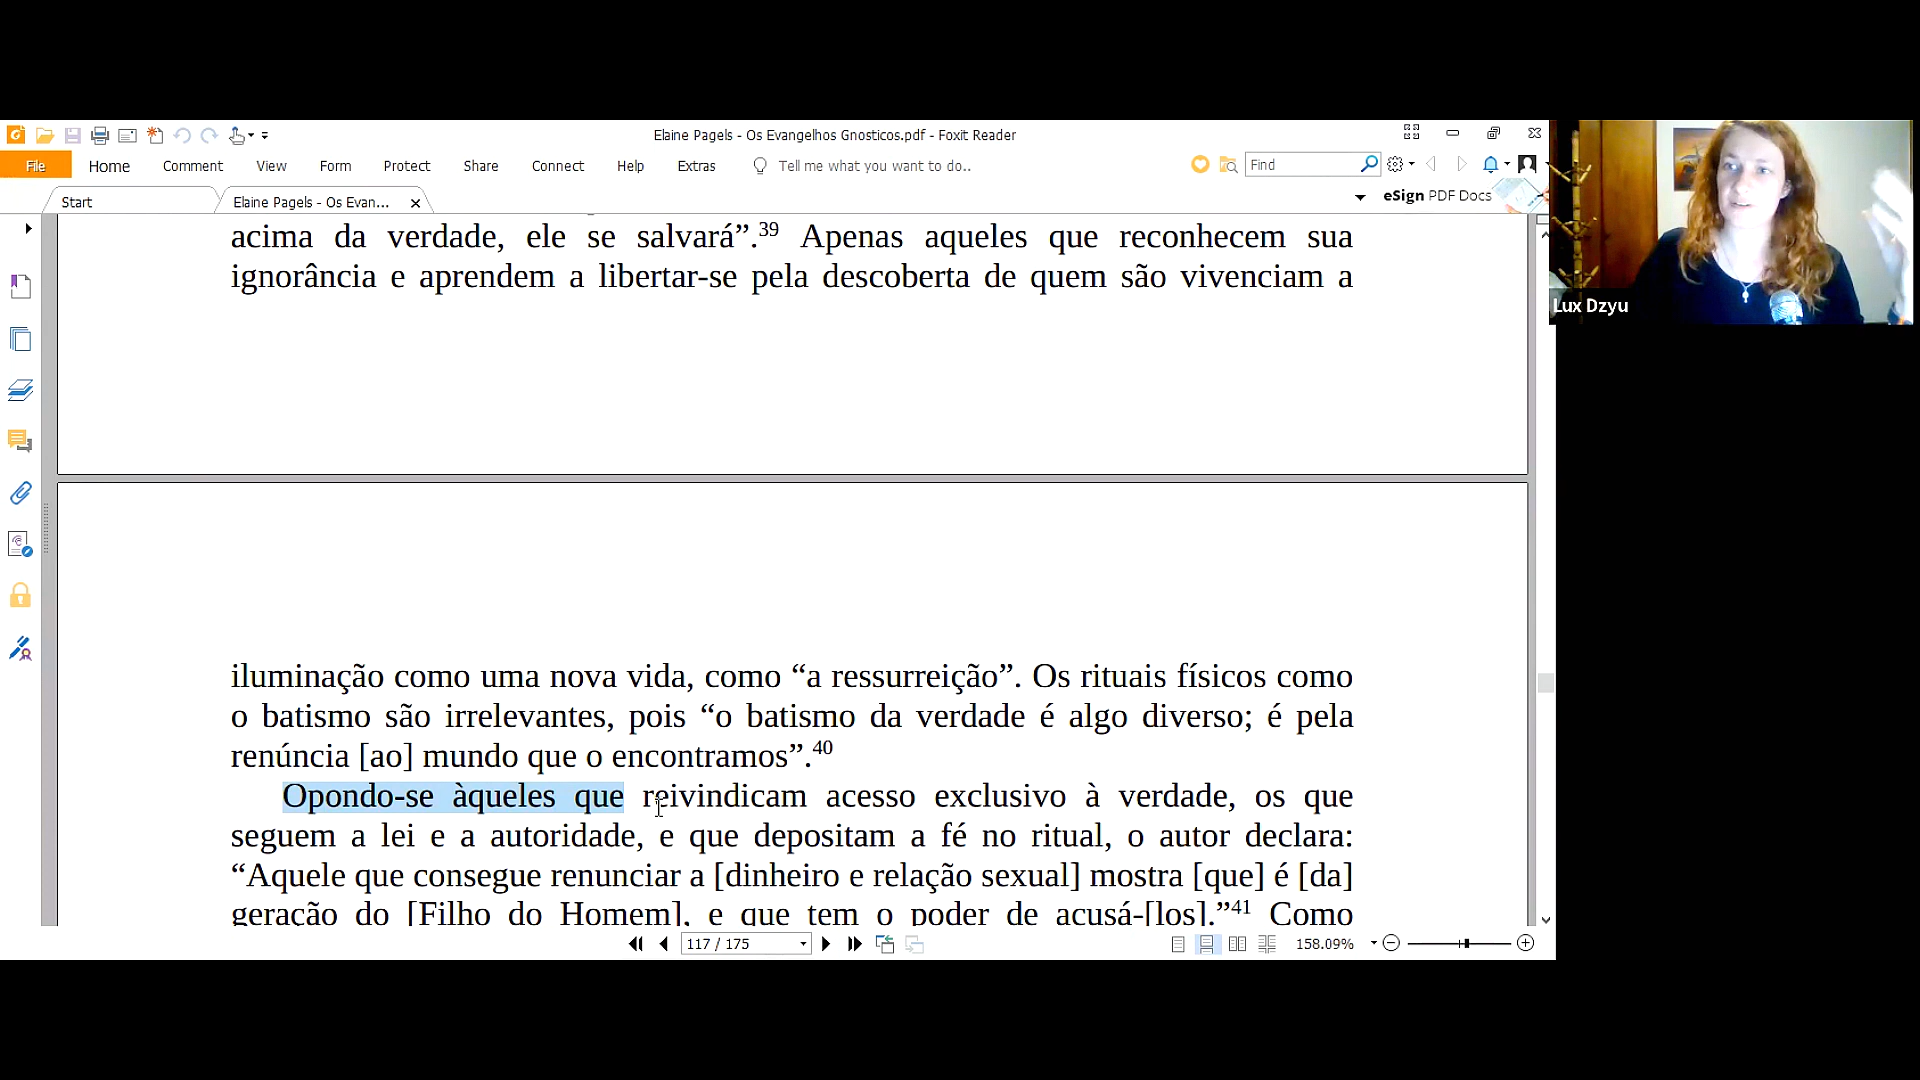 Elaine Pagels - Os Evangelhos Gnosticos.pdf - Foxit Reader
File Home Comment View Form Protect Share Connect Help Extras Tell me what you want to do.. Find
Start Elaine Pagels - Os Evan... eSign PDF Docs
acima da verdade, ele se salvará”.39 Apenas aqueles que reconhecem sua
ignorância e aprendem a libertar-se pela descoberta de quem são vivenciam a
Lux Dzyu
iluminação como uma nova vida, como “a ressurreição”. Os rituais físicos como
o batismo são irrelevantes, pois “o batismo da verdade é algo diverso; é pela
renúncia [ao] mundo que o encontramos”.40
Opondo-se àqueles que reivindicam acesso exclusivo à verdade, os que
seguem a lei e a autoridade, e que depositam a fé no ritual, o autor declara:
“Aquele que consegue renunciar a [dinheiro e relação sexual] mostra [que] é [da]
geração do [Filho do Homem], e que tem o poder de acusá-[los].”41 Como
117 / 175 158.09%